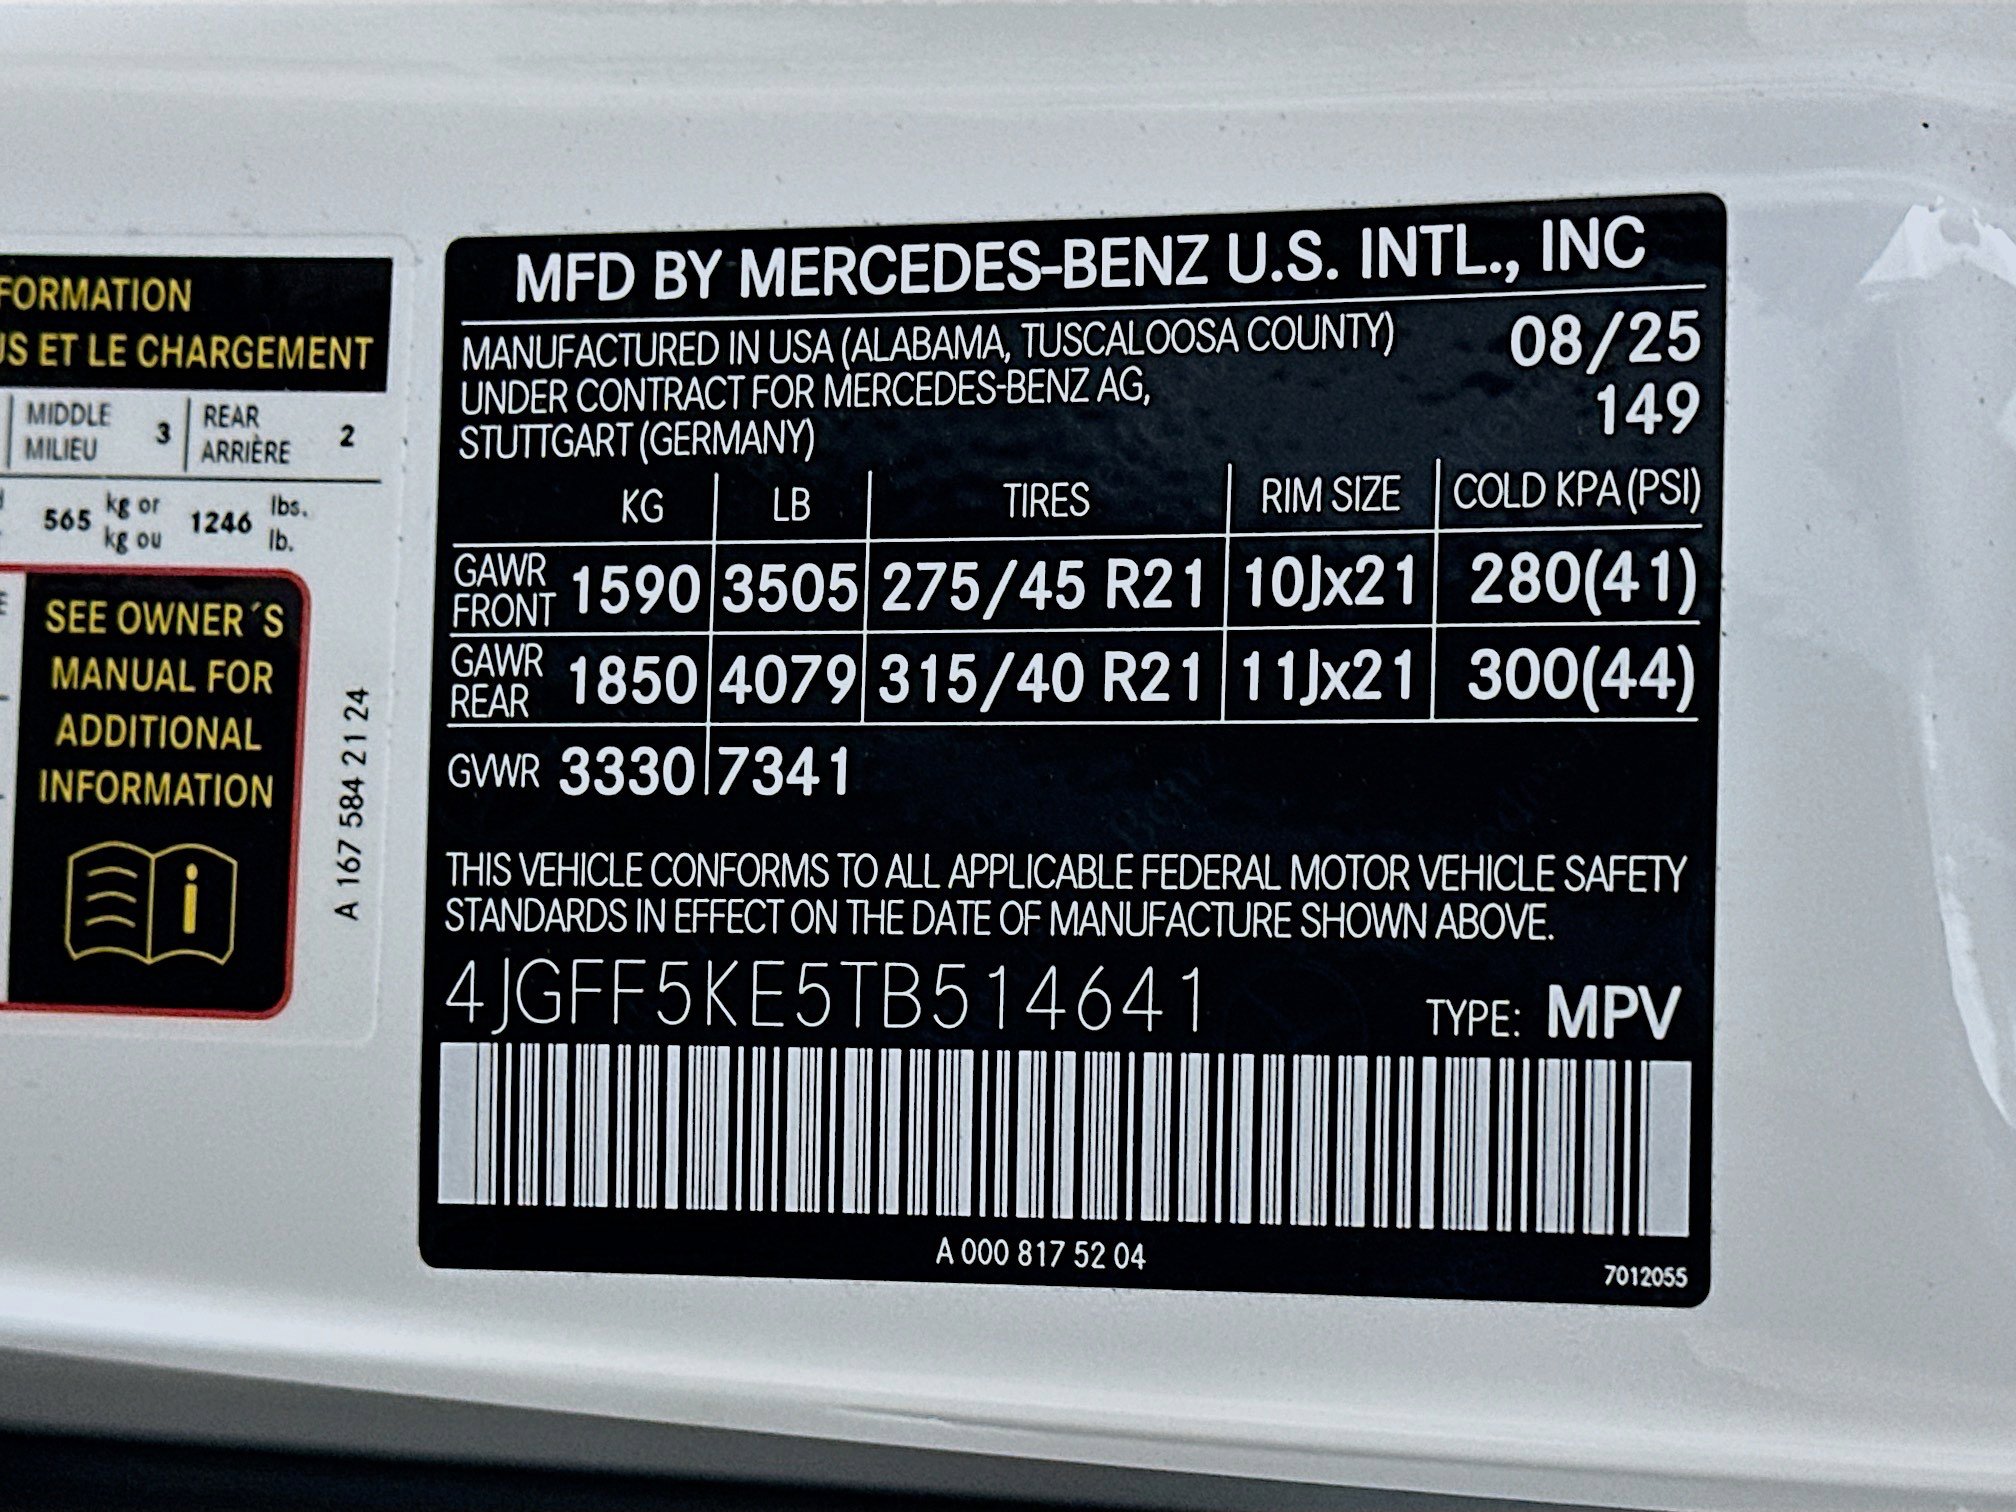 FORMATION
US ET LE CHARGEMENT
MIDDLE
MILIEU 3
REAR
ARRIÈRE 2
565 kg or
kg ou 1246 lbs.
lb.
SEE OWNER´S
MANUAL FOR
ADDITIONAL
INFORMATION
i
A 167 584 21 24
MFD BY MERCEDES-BENZ U.S. INTL., INC
MANUFACTURED IN USA (ALABAMA, TUSCALOOSA COUNTY) 08/25
UNDER CONTRACT FOR MERCEDES-BENZ AG, 149
STUTTGART (GERMANY)
KG LB TIRES RIM SIZE COLD KPA (PSI)
GAWR
FRONT 1590 3505 275/45 R21 10Jx21 280(41)
GAWR
REAR 1850 4079 315/40 R21 11Jx21 300(44)
GVWR 3330 7341
THIS VEHICLE CONFORMS TO ALL APPLICABLE FEDERAL MOTOR VEHICLE SAFETY
STANDARDS IN EFFECT ON THE DATE OF MANUFACTURE SHOWN ABOVE.
4JGFF5KE5TB514641 TYPE: MPV
A 000 817 52 04
7012055